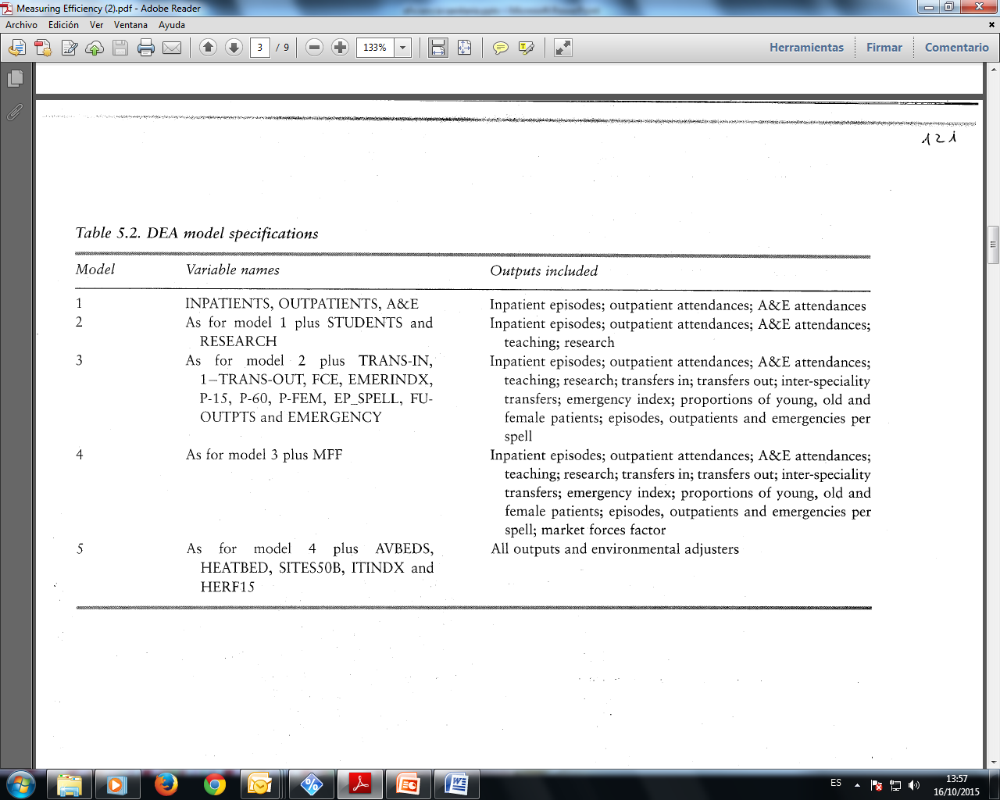 Measuring Efficiency (2).pdf - Adobe Reader
Archivo Edición Ver Ventana Ayuda
3 / 9 133% Herramientas Firmar Comentario
121
Table 5.2. DEA model specifications
Model Variable names Outputs included
1 INPATIENTS, OUTPATIENTS, A&E Inpatient episodes; outpatient attendances; A&E attendances
2 As for model 1 plus STUDENTS and Inpatient episodes; outpatient attendances; A&E attendances;
RESEARCH teaching; research
3 As for model 2 plus TRANS-IN, Inpatient episodes; outpatient attendances; A&E attendances;
1–TRANS-OUT, FCE, EMERINDX, teaching; research; transfers in; transfers out; inter-speciality
P-15, P-60, P-FEM, EP_SPELL, FU- transfers; emergency index; proportions of young, old and
OUTPTS and EMERGENCY female patients; episodes, outpatients and emergencies per
spell
4 As for model 3 plus MFF Inpatient episodes; outpatient attendances; A&E attendances;
teaching; research; transfers in; transfers out; inter-speciality
transfers; emergency index; proportions of young, old and
female patients; episodes, outpatients and emergencies per
spell; market forces factor
5 As for model 4 plus AVBEDS, All outputs and environmental adjusters
HEATBED, SITES50B, ITINDX and
HERF15
ES 13:57
16/10/2015